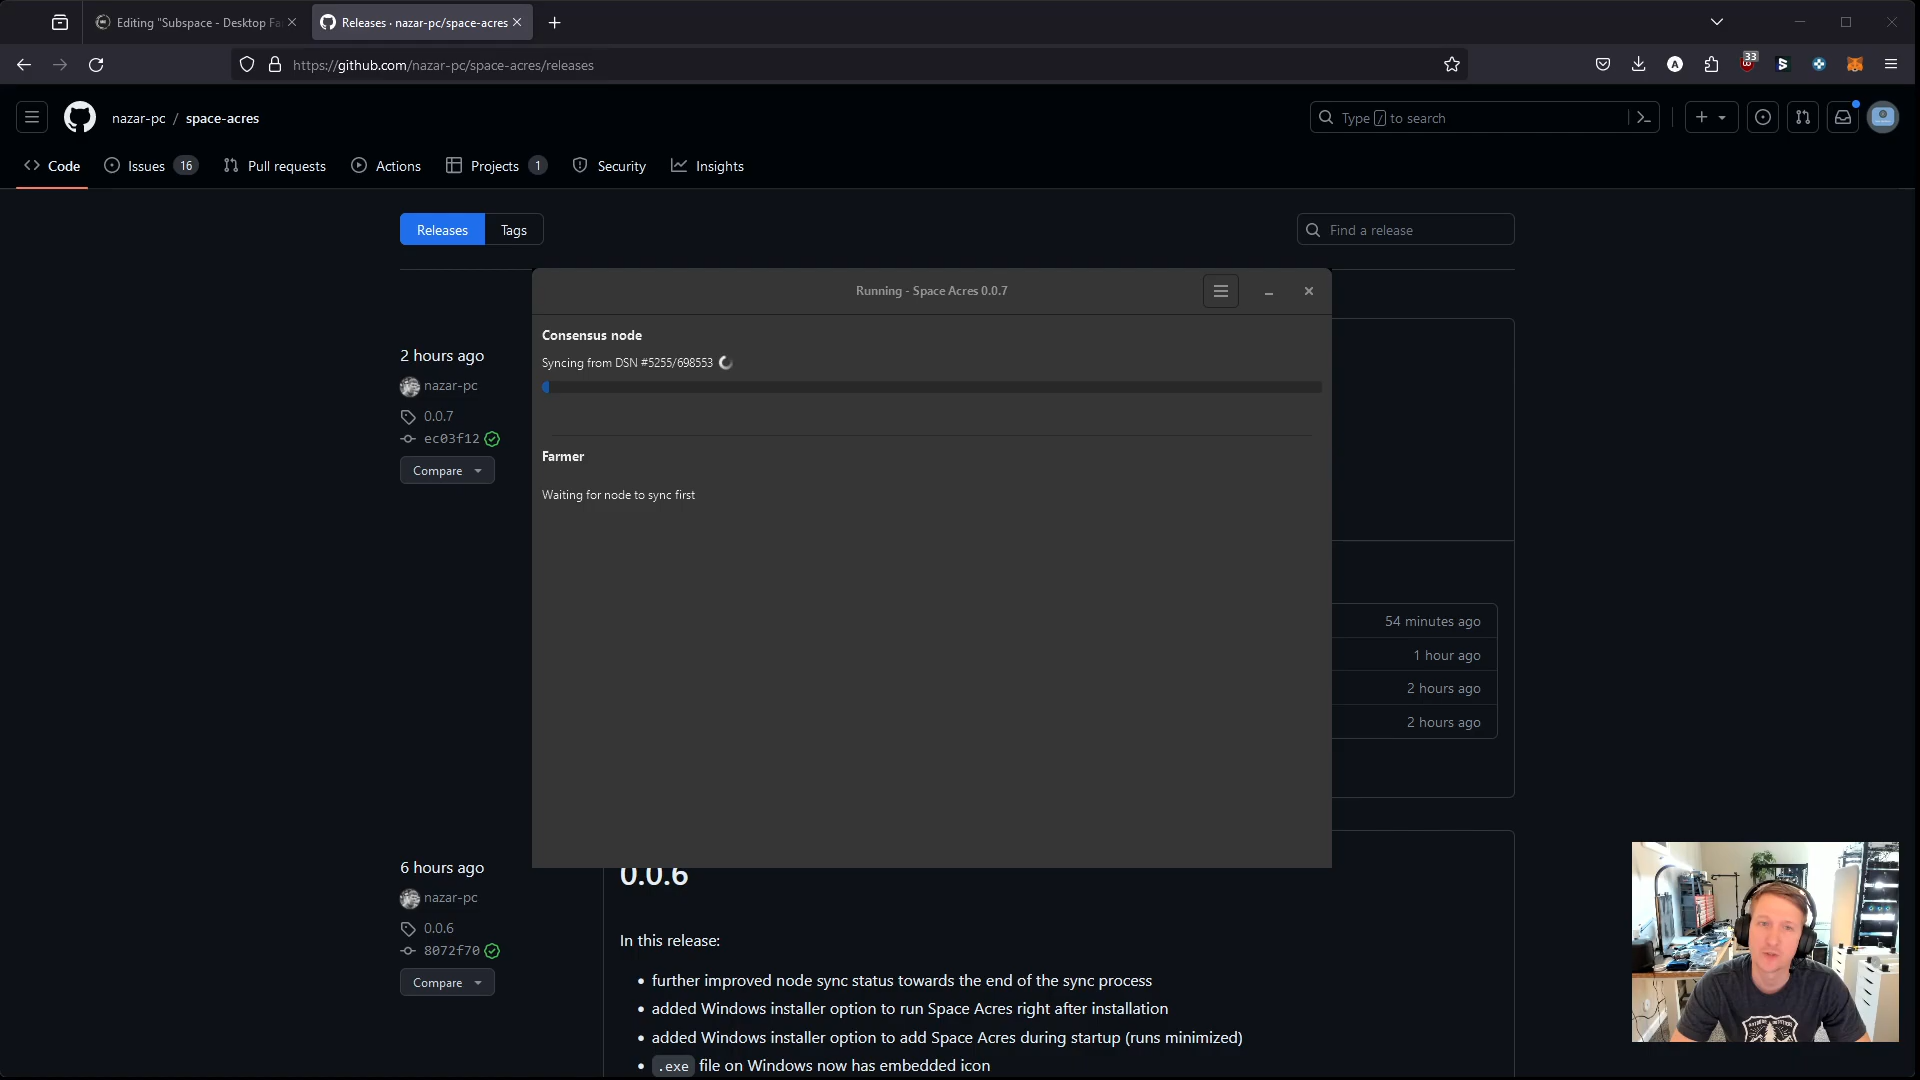 Editing "Subspace - Desktop Fa
Releases · nazar-pc/space-acres
https://github.com/nazar-pc/space-acres/releases
33
nazar-pc / space-acres
Type / to search
Code
Issues 16
Pull requests
Actions
Projects 1
Security
Insights
Releases
Tags
Find a release
Running - Space Acres 0.0.7
Consensus node
Syncing from DSN #5255/698553
Farmer
Waiting for node to sync first
2 hours ago
nazar-pc
0.0.7
ec03f12
Compare
54 minutes ago
1 hour ago
2 hours ago
2 hours ago
6 hours ago
nazar-pc
0.0.6
8072f70
Compare
0.0.6
In this release:
• further improved node sync status towards the end of the sync process
• added Windows installer option to run Space Acres right after installation
• added Windows installer option to add Space Acres during startup (runs minimized)
• .exe file on Windows now has embedded icon